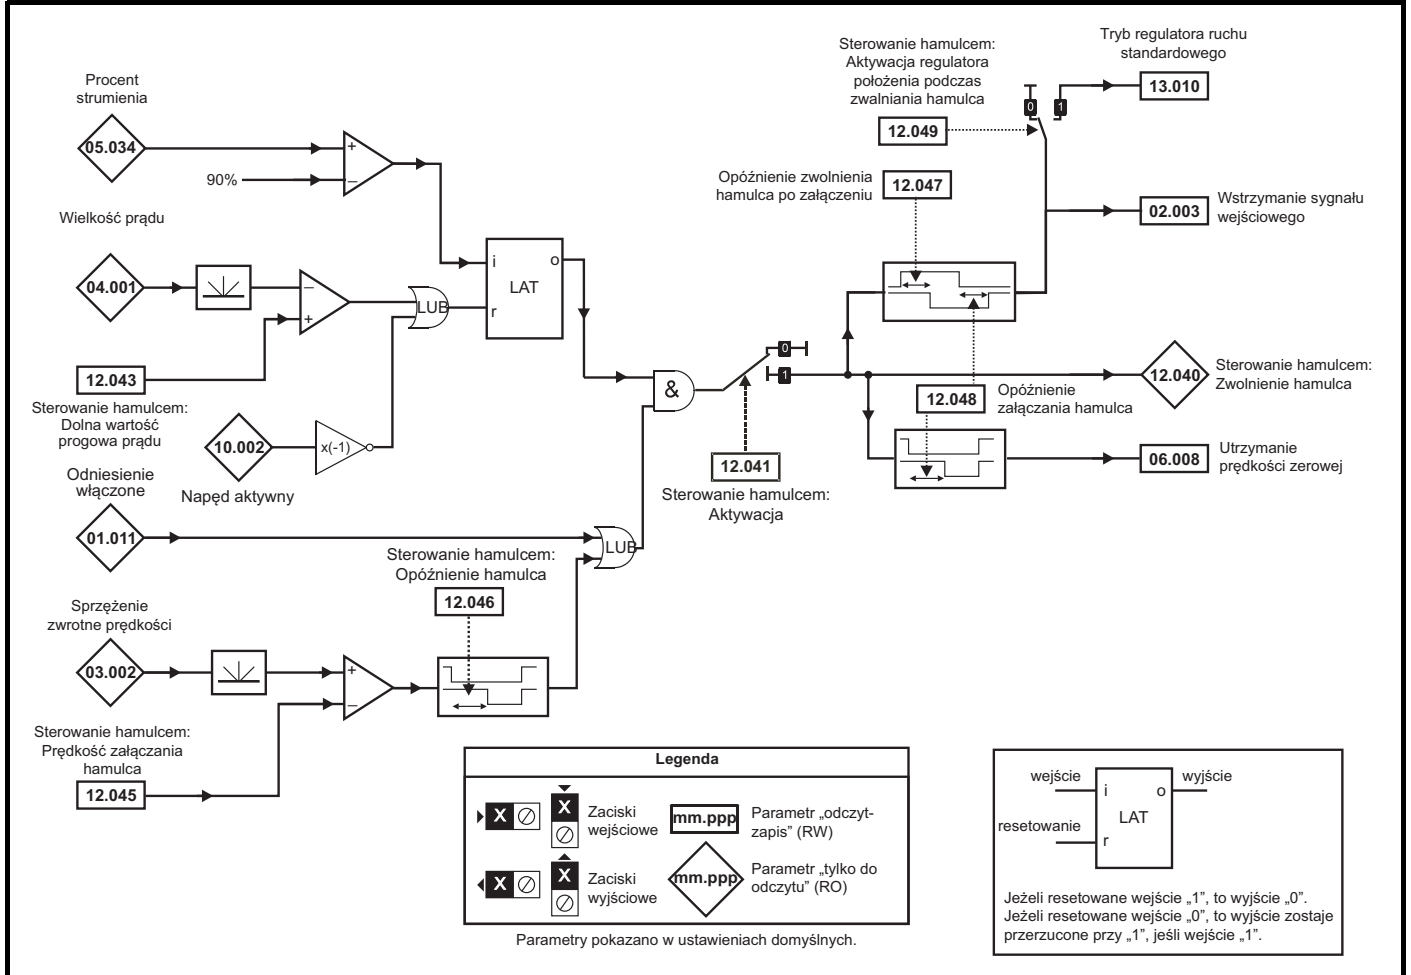 Procent
strumienia
05.034
90%
+
–
Wielkość prądu
04.001
–
+
12.043
Sterowanie hamulcem:
Dolna wartość
progowa prądu
LUB
10.002
x(-1)
Napęd aktywny
i
o
LAT
r
&
Odniesienie
włączone
01.011
LUB
Sterowanie hamulcem:
Opóźnienie hamulca
12.046
Sprzężenie
zwrotne prędkości
03.002
+
–
Sterowanie hamulcem:
Prędkość załączania
hamulca
12.045
0
1
12.041
Sterowanie hamulcem:
Aktywacja
Sterowanie hamulcem:
Aktywacja regulatora
położenia podczas
zwalniania hamulca
12.049
0
1
Tryb regulatora ruchu
standardowego
13.010
Opóźnienie zwolnienia
hamulca po załączeniu
12.047
02.003
Wstrzymanie sygnału
wejściowego
12.040
Sterowanie hamulcem:
Zwolnienie hamulca
12.048
Opóźnienie
załączania hamulca
06.008
Utrzymanie
prędkości zerowej
Legenda
X
X
Zaciski
wejściowe
mm.ppp
Parametr „odczyt-
zapis” (RW)
X
X
Zaciski
wyjściowe
mm.ppp
Parametr „tylko do
odczytu” (RO)
Parametry pokazano w ustawieniach domyślnych.
wejście
i
o
wyjście
LAT
resetowanie
r
Jeżeli resetowane wejście „1”, to wyjście „0”.
Jeżeli resetowane wejście „0”, to wyjście zostaje
przerzucone przy „1”, jeśli wejście „1”.